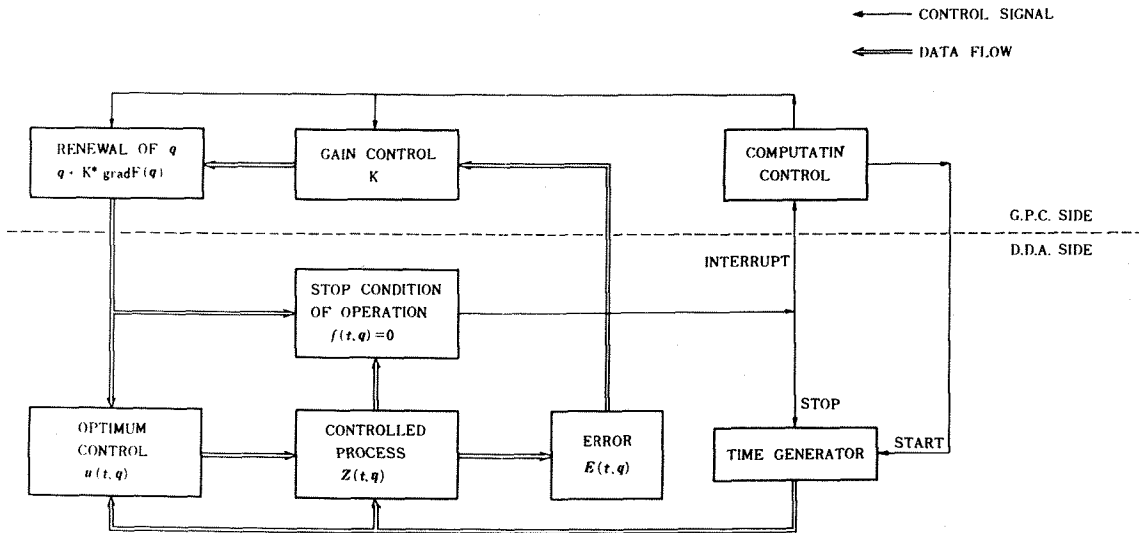 CONTROL SIGNAL
DATA FLOW
RENEWAL OF q
q + K* gradF(q)
GAIN CONTROL
K
COMPUTATIN
CONTROL
G.P.C. SIDE
D.D.A. SIDE
INTERRUPT
STOP CONDITION
OF OPERATION
f(t,q)=0
STOP
START
OPTIMUM
CONTROL
u(t,q)
CONTROLLED
PROCESS
Z(t,q)
ERROR
E(t,q)
TIME GENERATOR